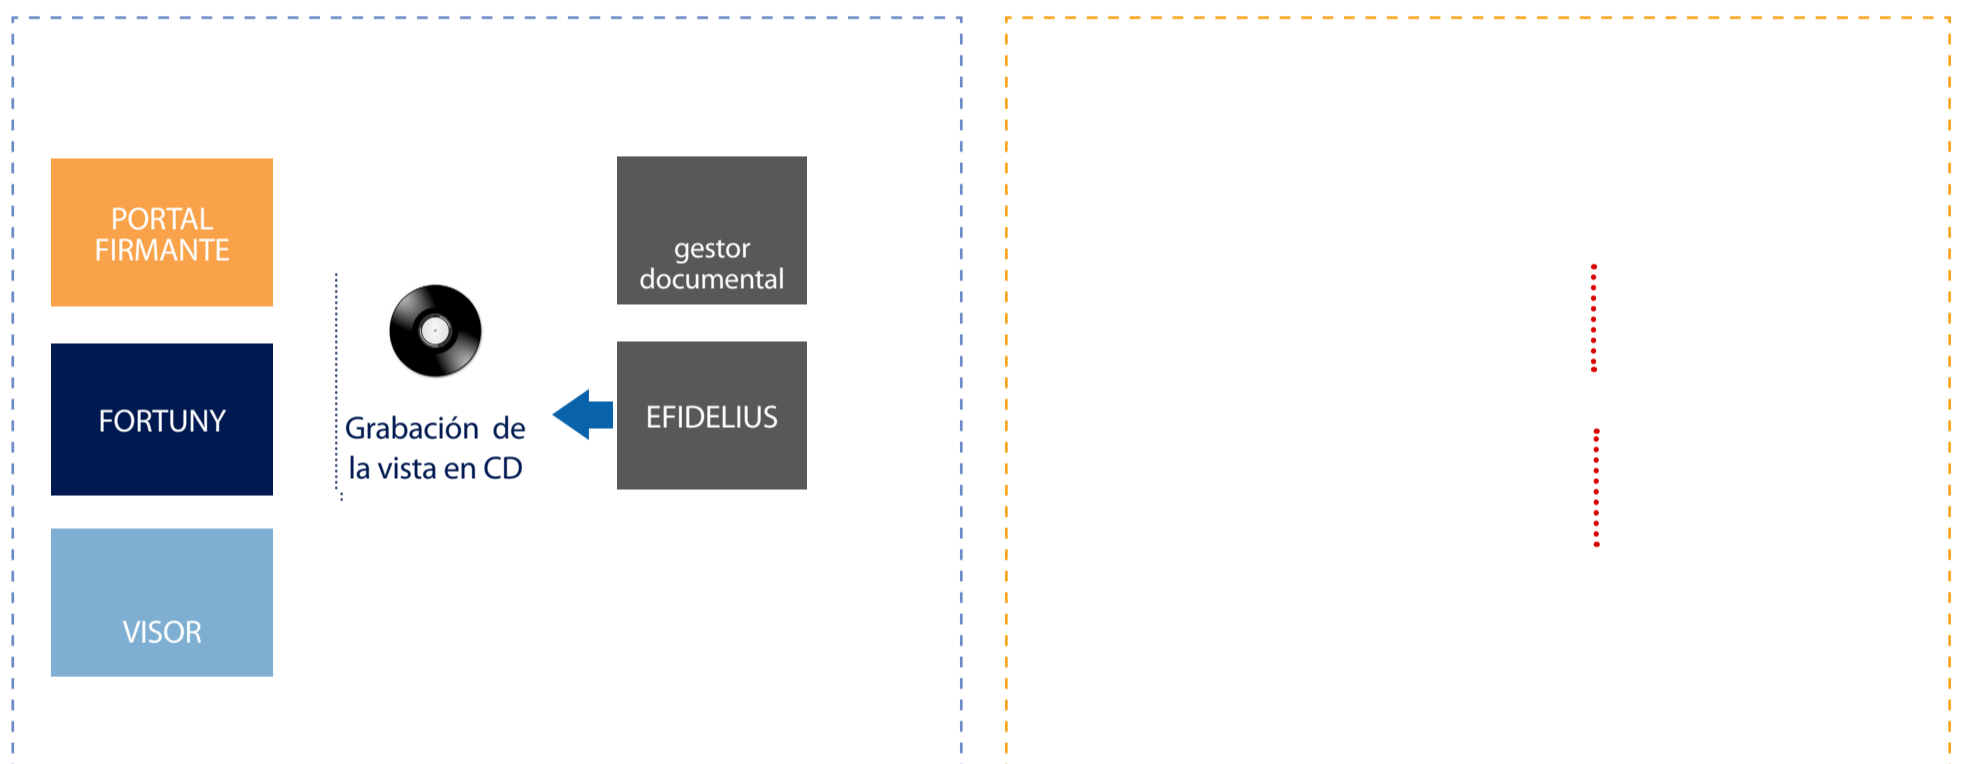 PORTAL
FIRMANTE
FORTUNY
VISOR
Grabación de
la vista en CD
gestor
documental
EFIDELIUS